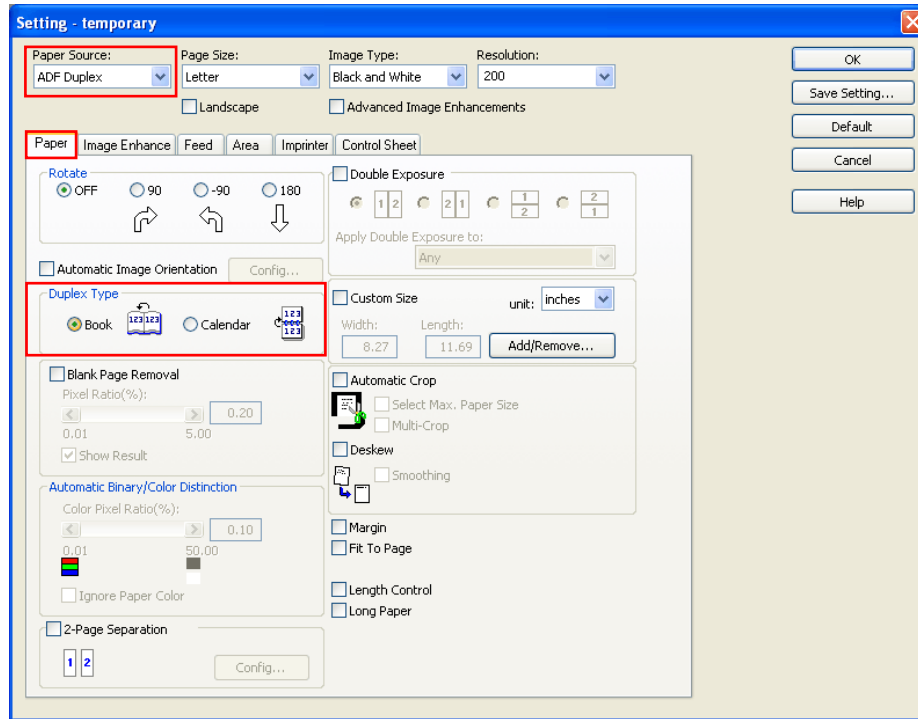 Setting - temporary
Paper Source: Page Size: Image Type: Resolution:
ADF Duplex Letter Black and White 200
Landscape Advanced Image Enhancements
OK
Save Setting...
Default
Cancel
Help
Paper Image Enhance Feed Area Imprinter Control Sheet
Rotate
OFF 90 -90 180
Automatic Image Orientation Config...
Duplex Type
Book 123 123 Calendar 123 123
Blank Page Removal
Pixel Ratio(%):
0.20
0.01 5.00
Show Result
Automatic Binary/Color Distinction
Color Pixel Ratio(%):
0.10
0.01 50.00
Ignore Paper Color
2-Page Separation
1 2 Config...
Double Exposure
1 2 2 1 1 2 2 1
Apply Double Exposure to:
Any
Custom Size unit: inches
Width: Length:
8.27 11.69 Add/Remove...
Automatic Crop
Select Max. Paper Size
Multi-Crop
Deskew
Smoothing
Margin
Fit To Page
Length Control
Long Paper